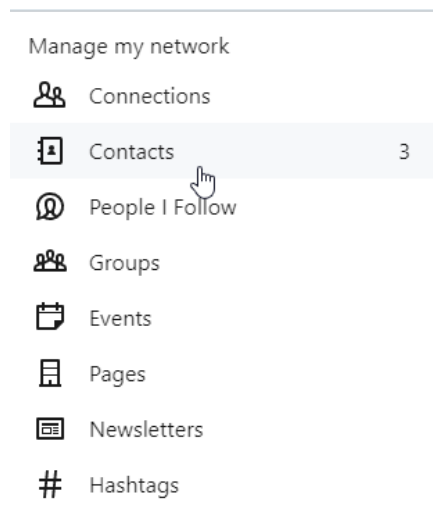 Manage my network
Connections
Contacts 3
People I Follow
Groups
Events
Pages
Newsletters
# Hashtags